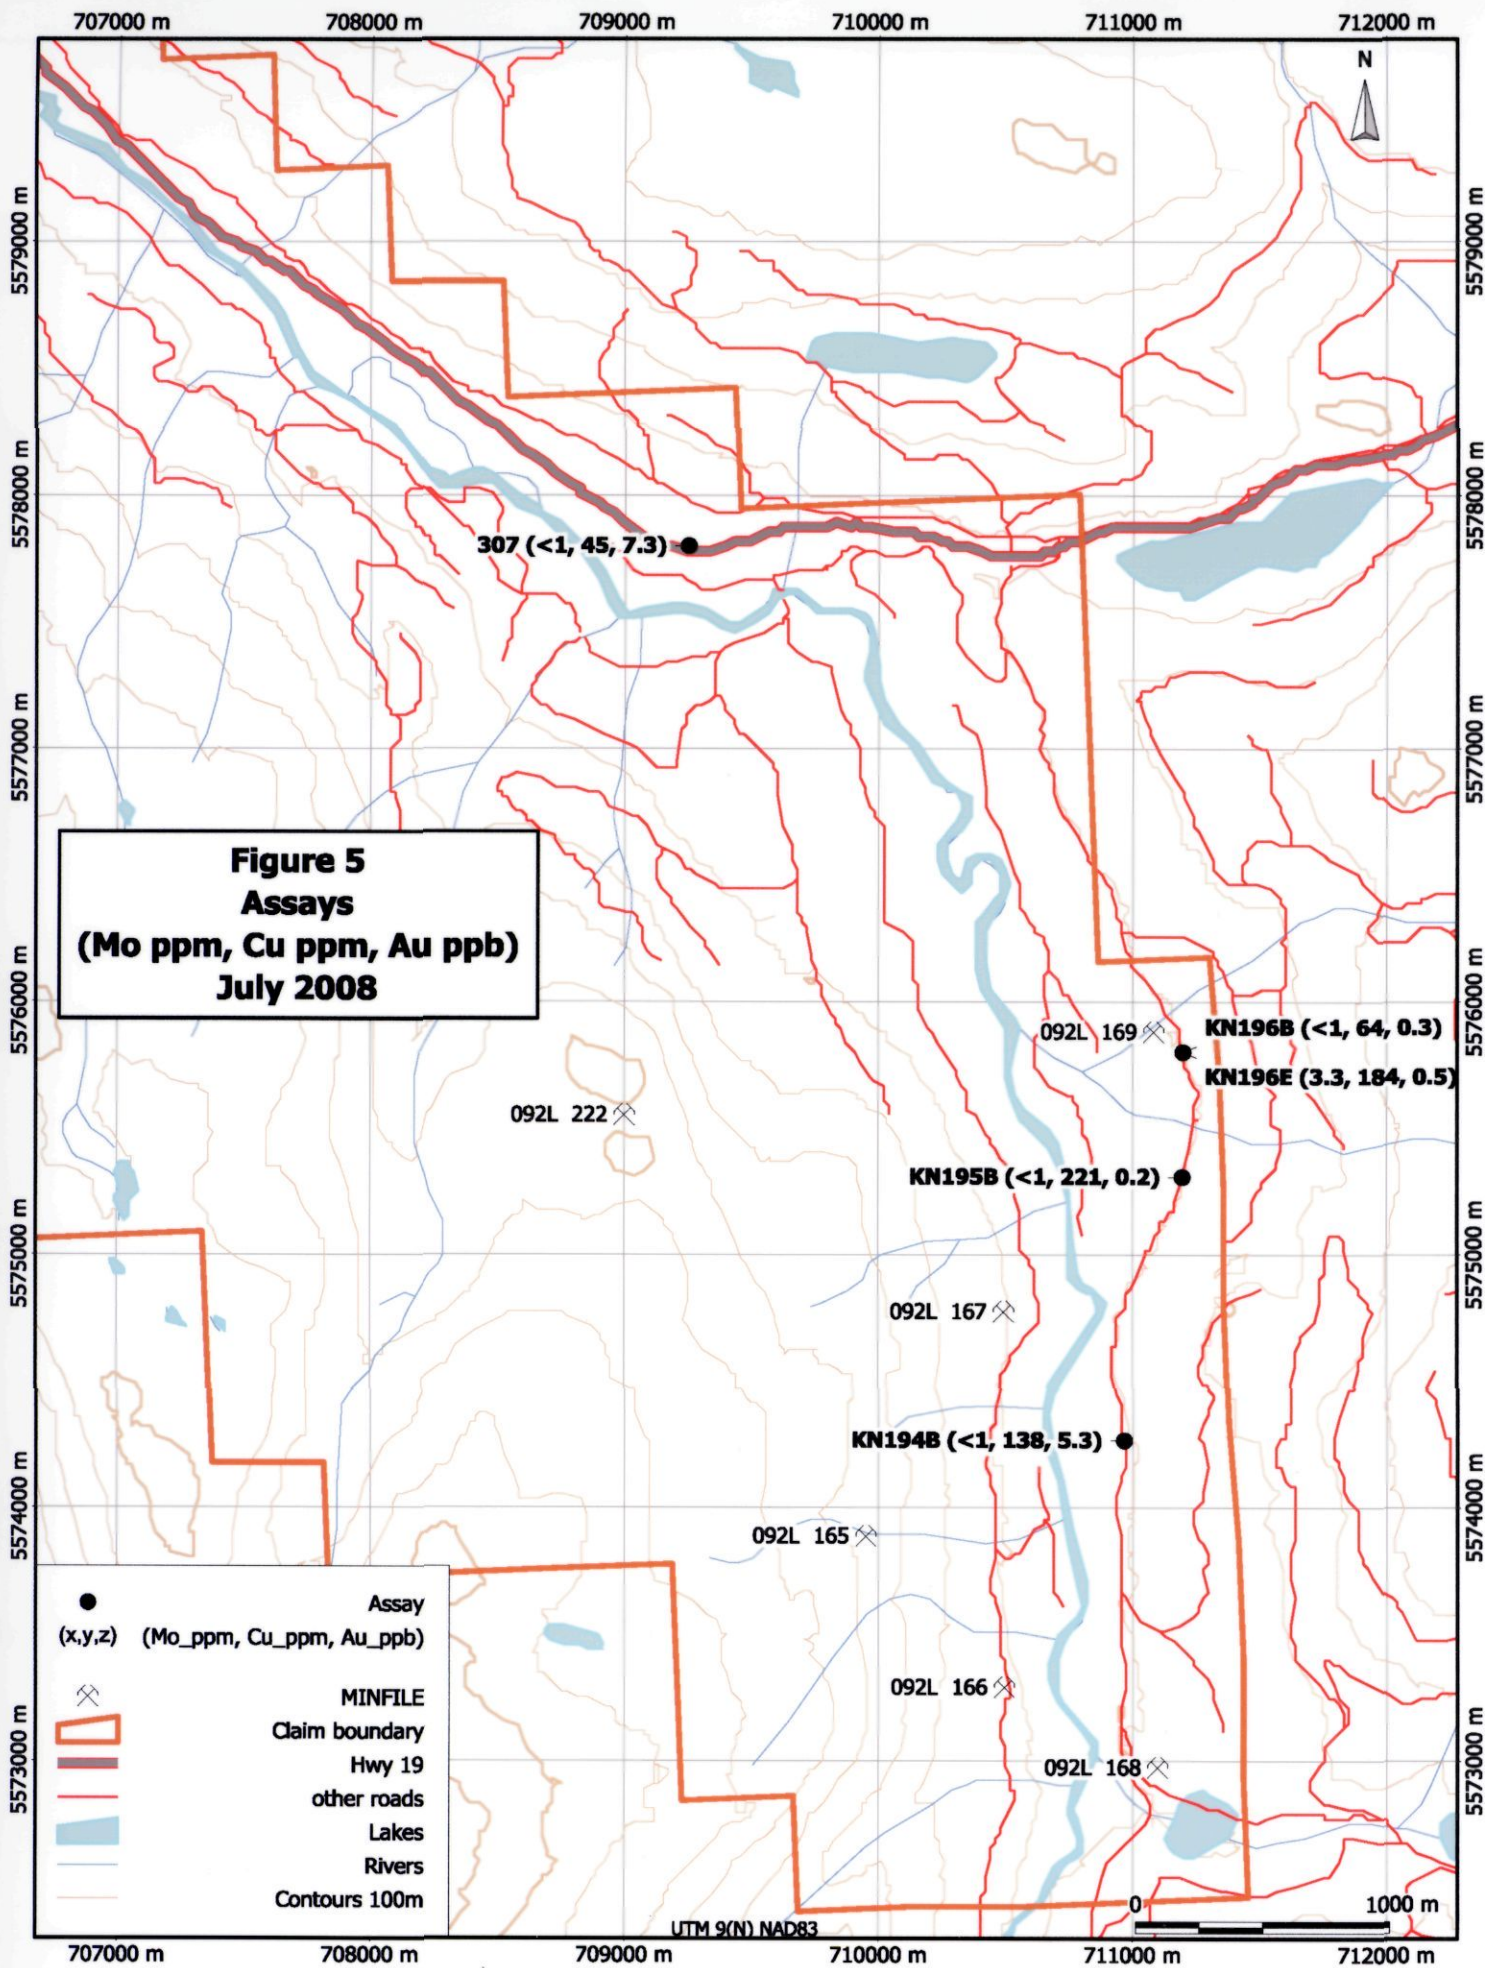 707000 m 708000 m 709000 m 710000 m 711000 m 712000 m
N
5579000 m 5579000 m
5578000 m 5578000 m
307 (<1, 45, 7.3)
5577000 m 5577000 m
Figure 5
Assays
(Mo ppm, Cu ppm, Au ppb)
July 2008
5576000 m 5576000 m
092L 169
KN196B (<1, 64, 0.3)
KN196E (3.3, 184, 0.5)
092L 222
KN195B (<1, 221, 0.2)
5575000 m 5575000 m
092L 167
KN194B (<1, 138, 5.3)
5574000 m 5574000 m
092L 165
Assay
(x,y,z) (Mo_ppm, Cu_ppm, Au_ppb)
MINFILE
Claim boundary
Hwy 19
other roads
Lakes
Rivers
Contours 100m
092L 166
5573000 m 5573000 m
092L 168
0 1000 m
UTM 9(N) NAD83
707000 m 708000 m 709000 m 710000 m 711000 m 712000 m